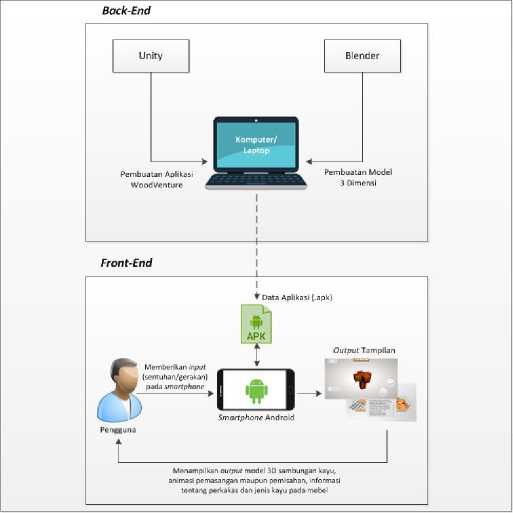 Back-End
Unity
Blender
Komputer/
Laptop
Pembuatan Aplikasi
WoodVenture
Pembuatan Model
3 Dimensi
Front-End
Data Aplikasi (.apk)
APK
Output Tampilan
Memberikan input
(sentuhan/gerakan)
pada smartphone
Pengguna
Smartphone Android
Menampilkan output model 3D sambungan kayu,
animasi pemasangan maupun pemisahan, informasi
tentang perkakas dan jenis kayu pada mebel